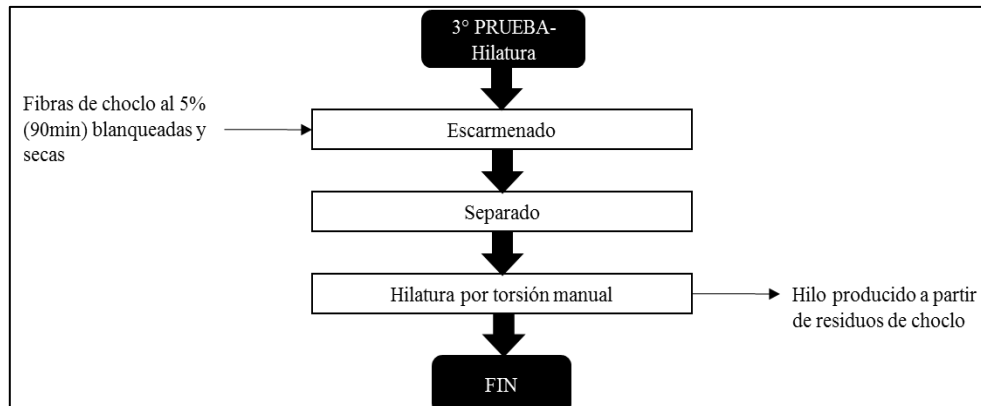 3° PRUEBA-
Hilatura
Fibras de choclo al 5%
(90min) blanqueadas y
secas
Escarmenado
Separado
Hilatura por torsión manual
Hilo producido a partir
de residuos de choclo
FIN